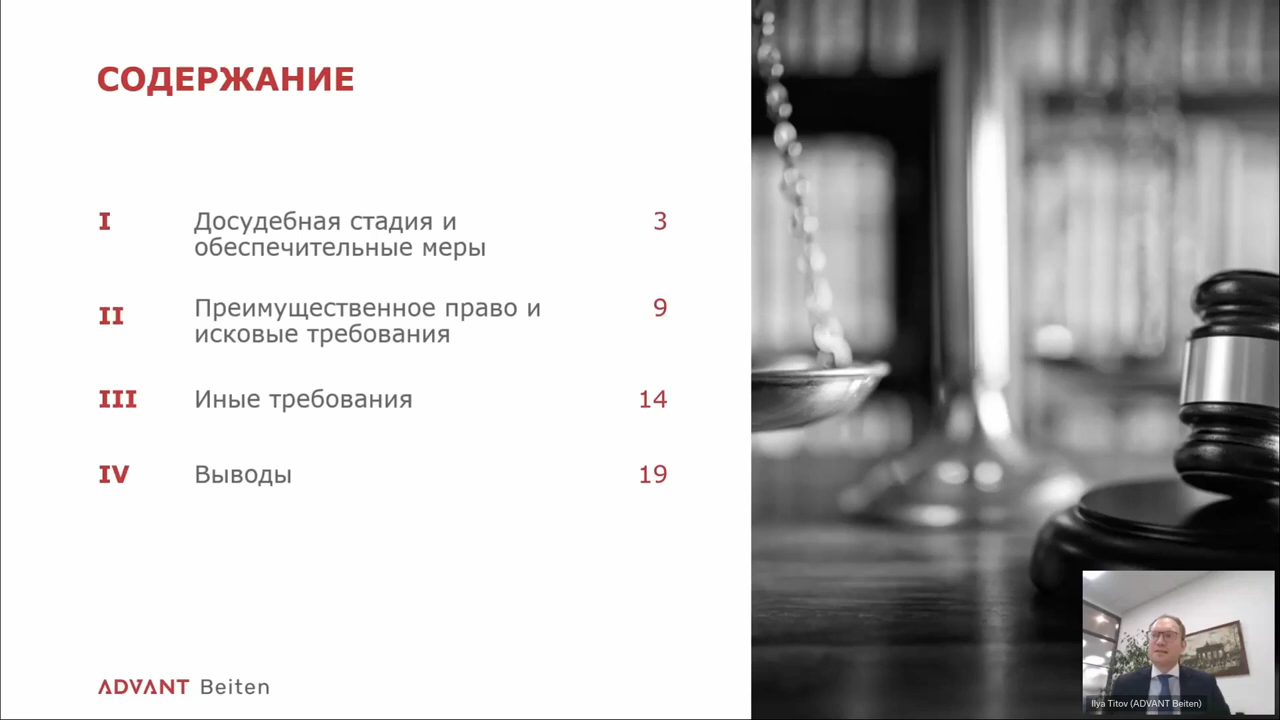 СОДЕРЖАНИЕ
I Досудебная стадия и 3
обеспечительные меры
II Преимущественное право и 9
исковые требования
III Иные требования 14
IV Выводы 19
ADVANT Beiten
Ilya Titov (ADVANT Beiten)